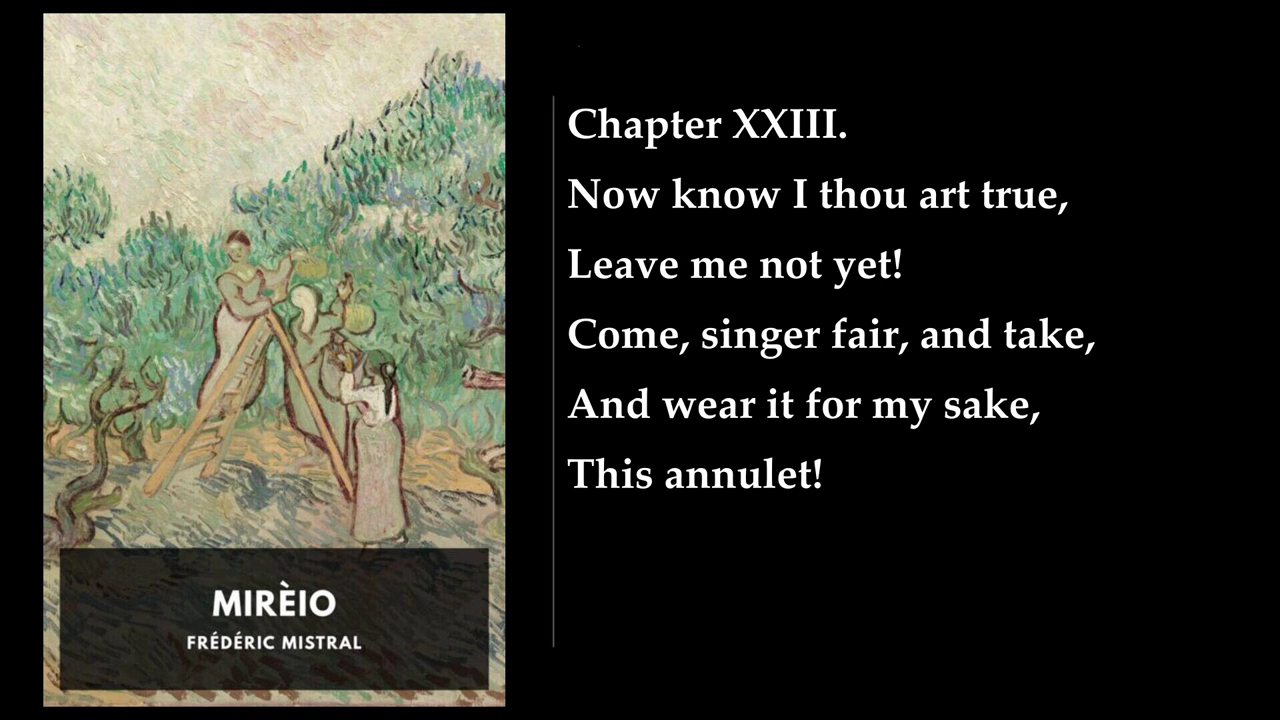 MIRÈIO
FRÉDÉRIC MISTRAL
Chapter XXIII.
Now know I thou art true,
Leave me not yet!
Come, singer fair, and take,
And wear it for my sake,
This annulet!